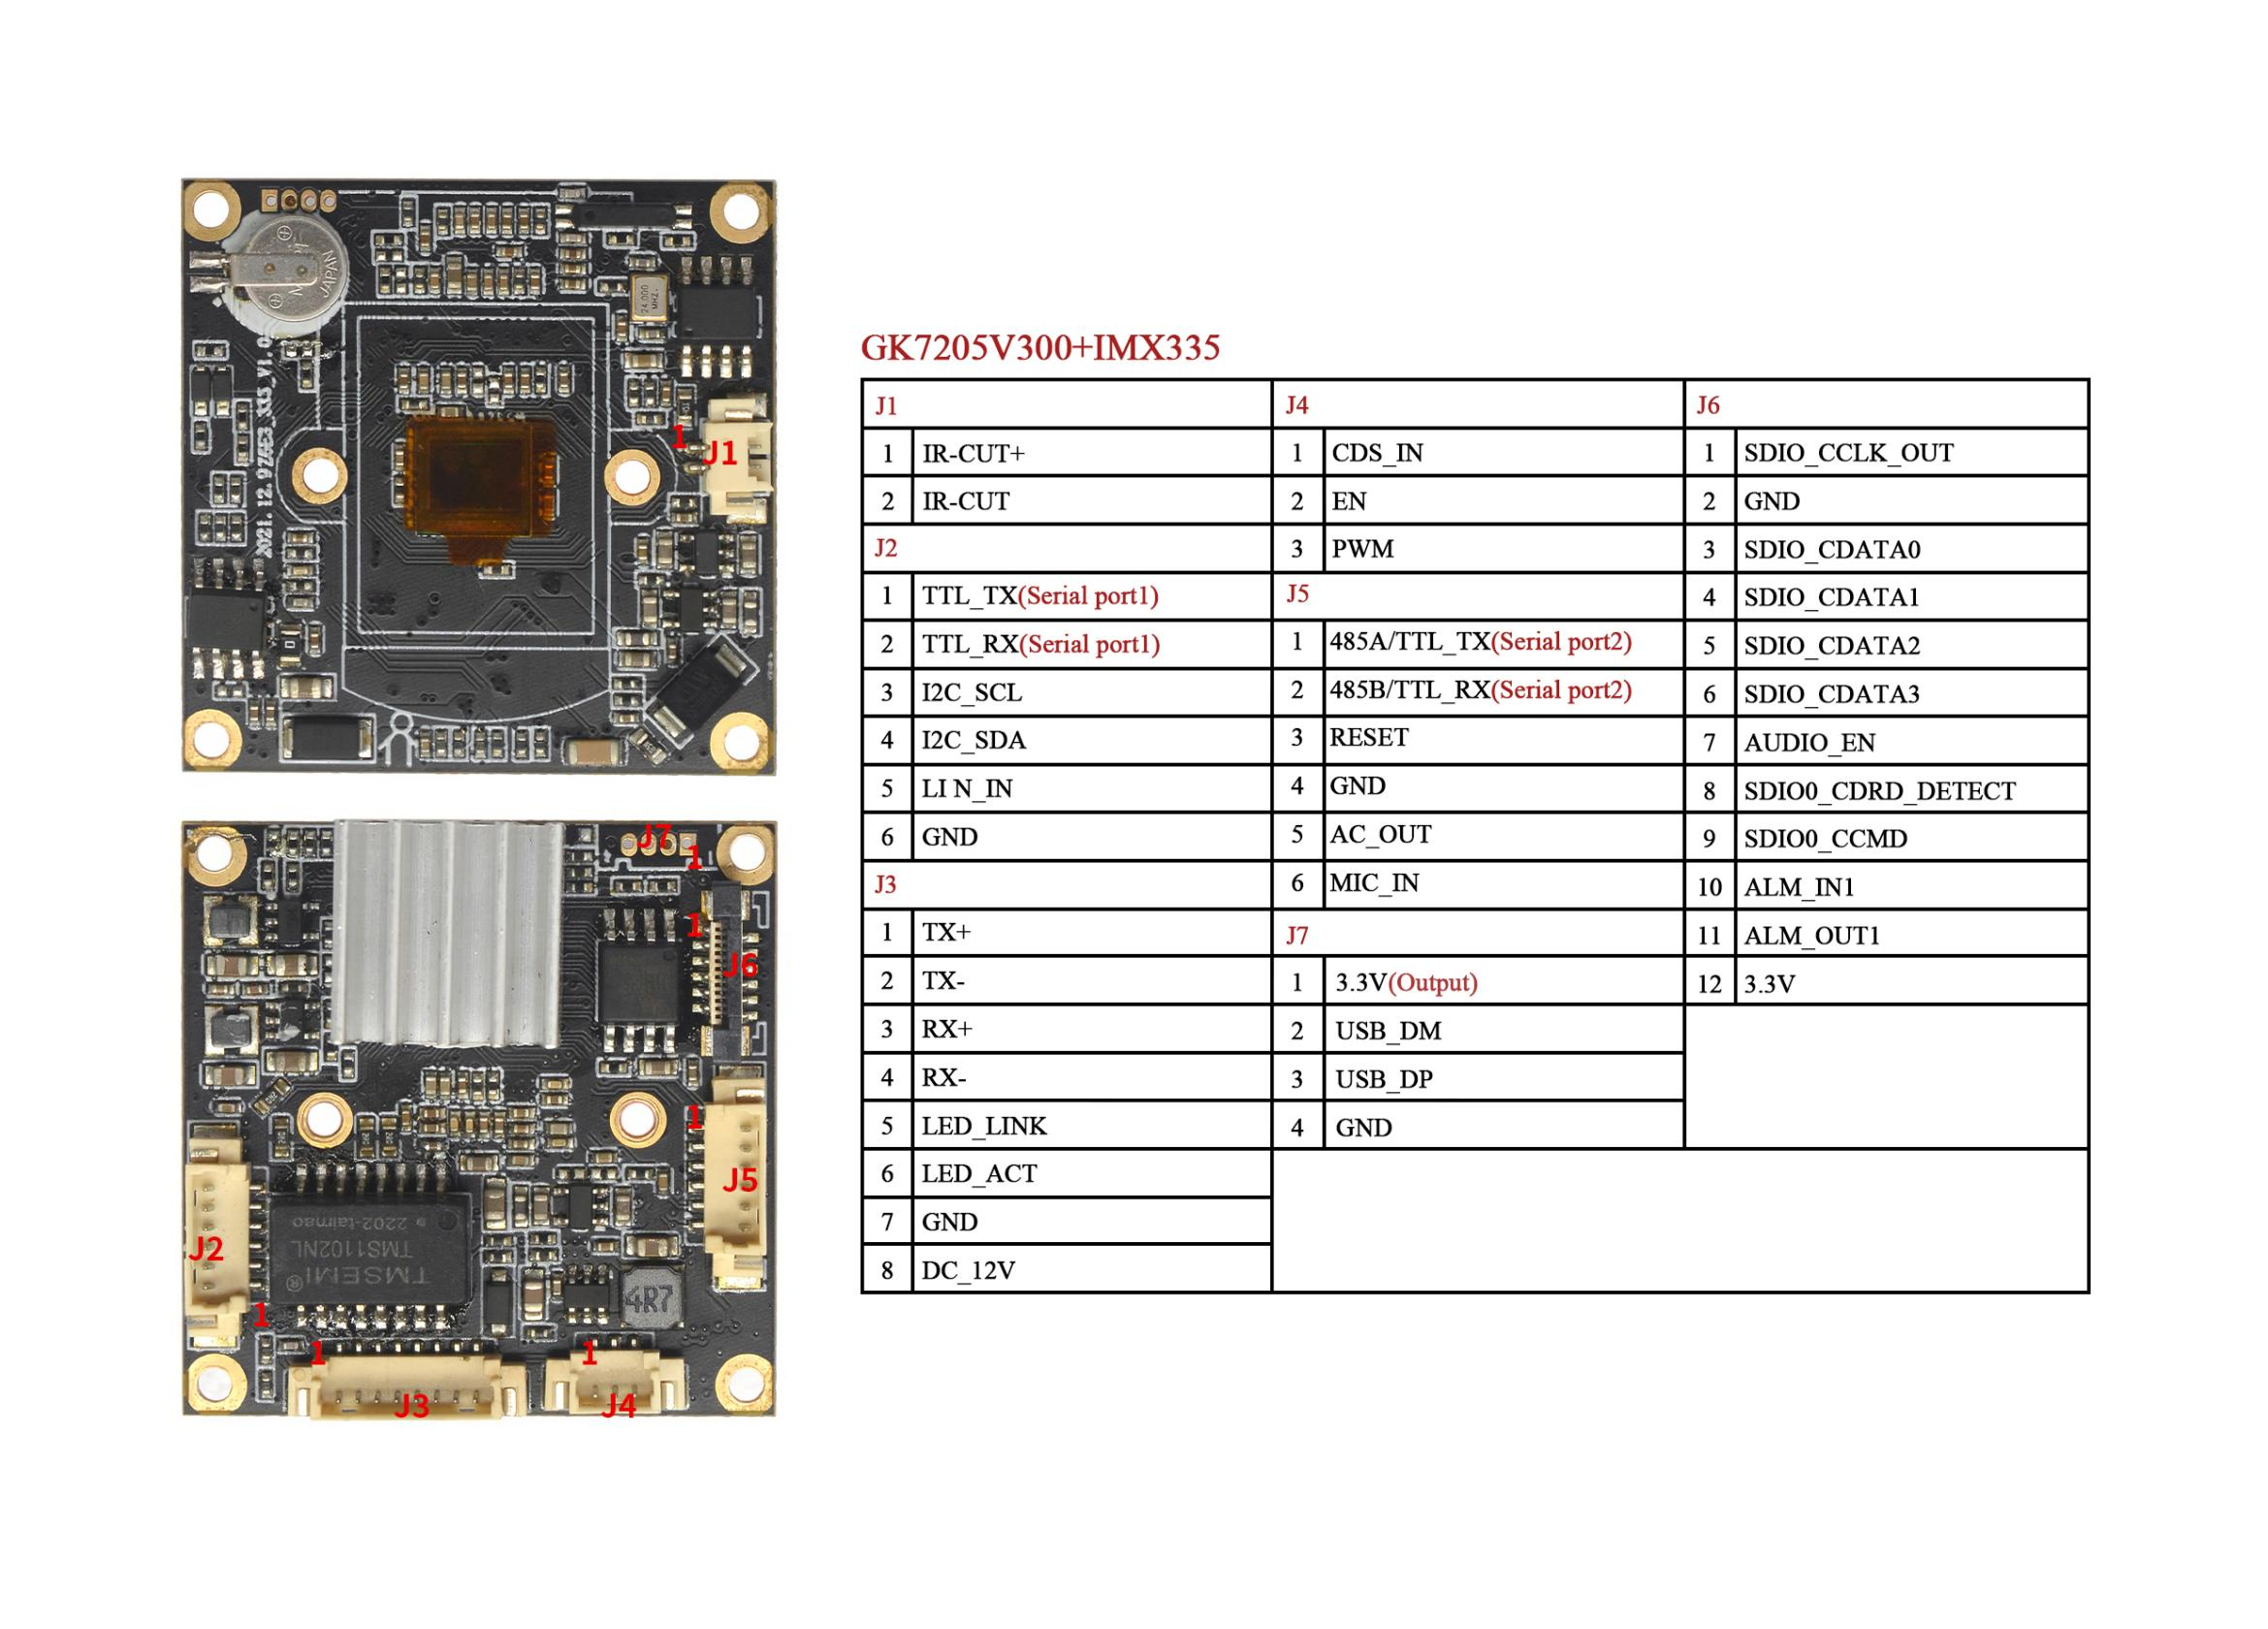 JAPAN
24.000
MHZ.
2021.12.9
1
J1
J7
1
1
J6
1
J5
J2
1
2202-taimao
TMS1102NL
TMSEMI®
4R7
1
J3
1
J4
GK7205V300+IMX335
J1
1 IR-CUT+
2 IR-CUT
J2
1 TTL_TX(Serial port1)
2 TTL_RX(Serial port1)
3 I2C_SCL
4 I2C_SDA
5 LI N_IN
6 GND
J3
1 TX+
2 TX-
3 RX+
4 RX-
5 LED_LINK
6 LED_ACT
7 GND
8 DC_12V
J4
1 CDS_IN
2 EN
3 PWM
J5
1 485A/TTL_TX(Serial port2)
2 485B/TTL_RX(Serial port2)
3 RESET
4 GND
5 AC_OUT
6 MIC_IN
J7
1 3.3V(Output)
2 USB_DM
3 USB_DP
4 GND
J6
1 SDIO_CCLK_OUT
2 GND
3 SDIO_CDATA0
4 SDIO_CDATA1
5 SDIO_CDATA2
6 SDIO_CDATA3
7 AUDIO_EN
8 SDIO0_CDRD_DETECT
9 SDIO0_CCMD
10 ALM_IN1
11 ALM_OUT1
12 3.3V